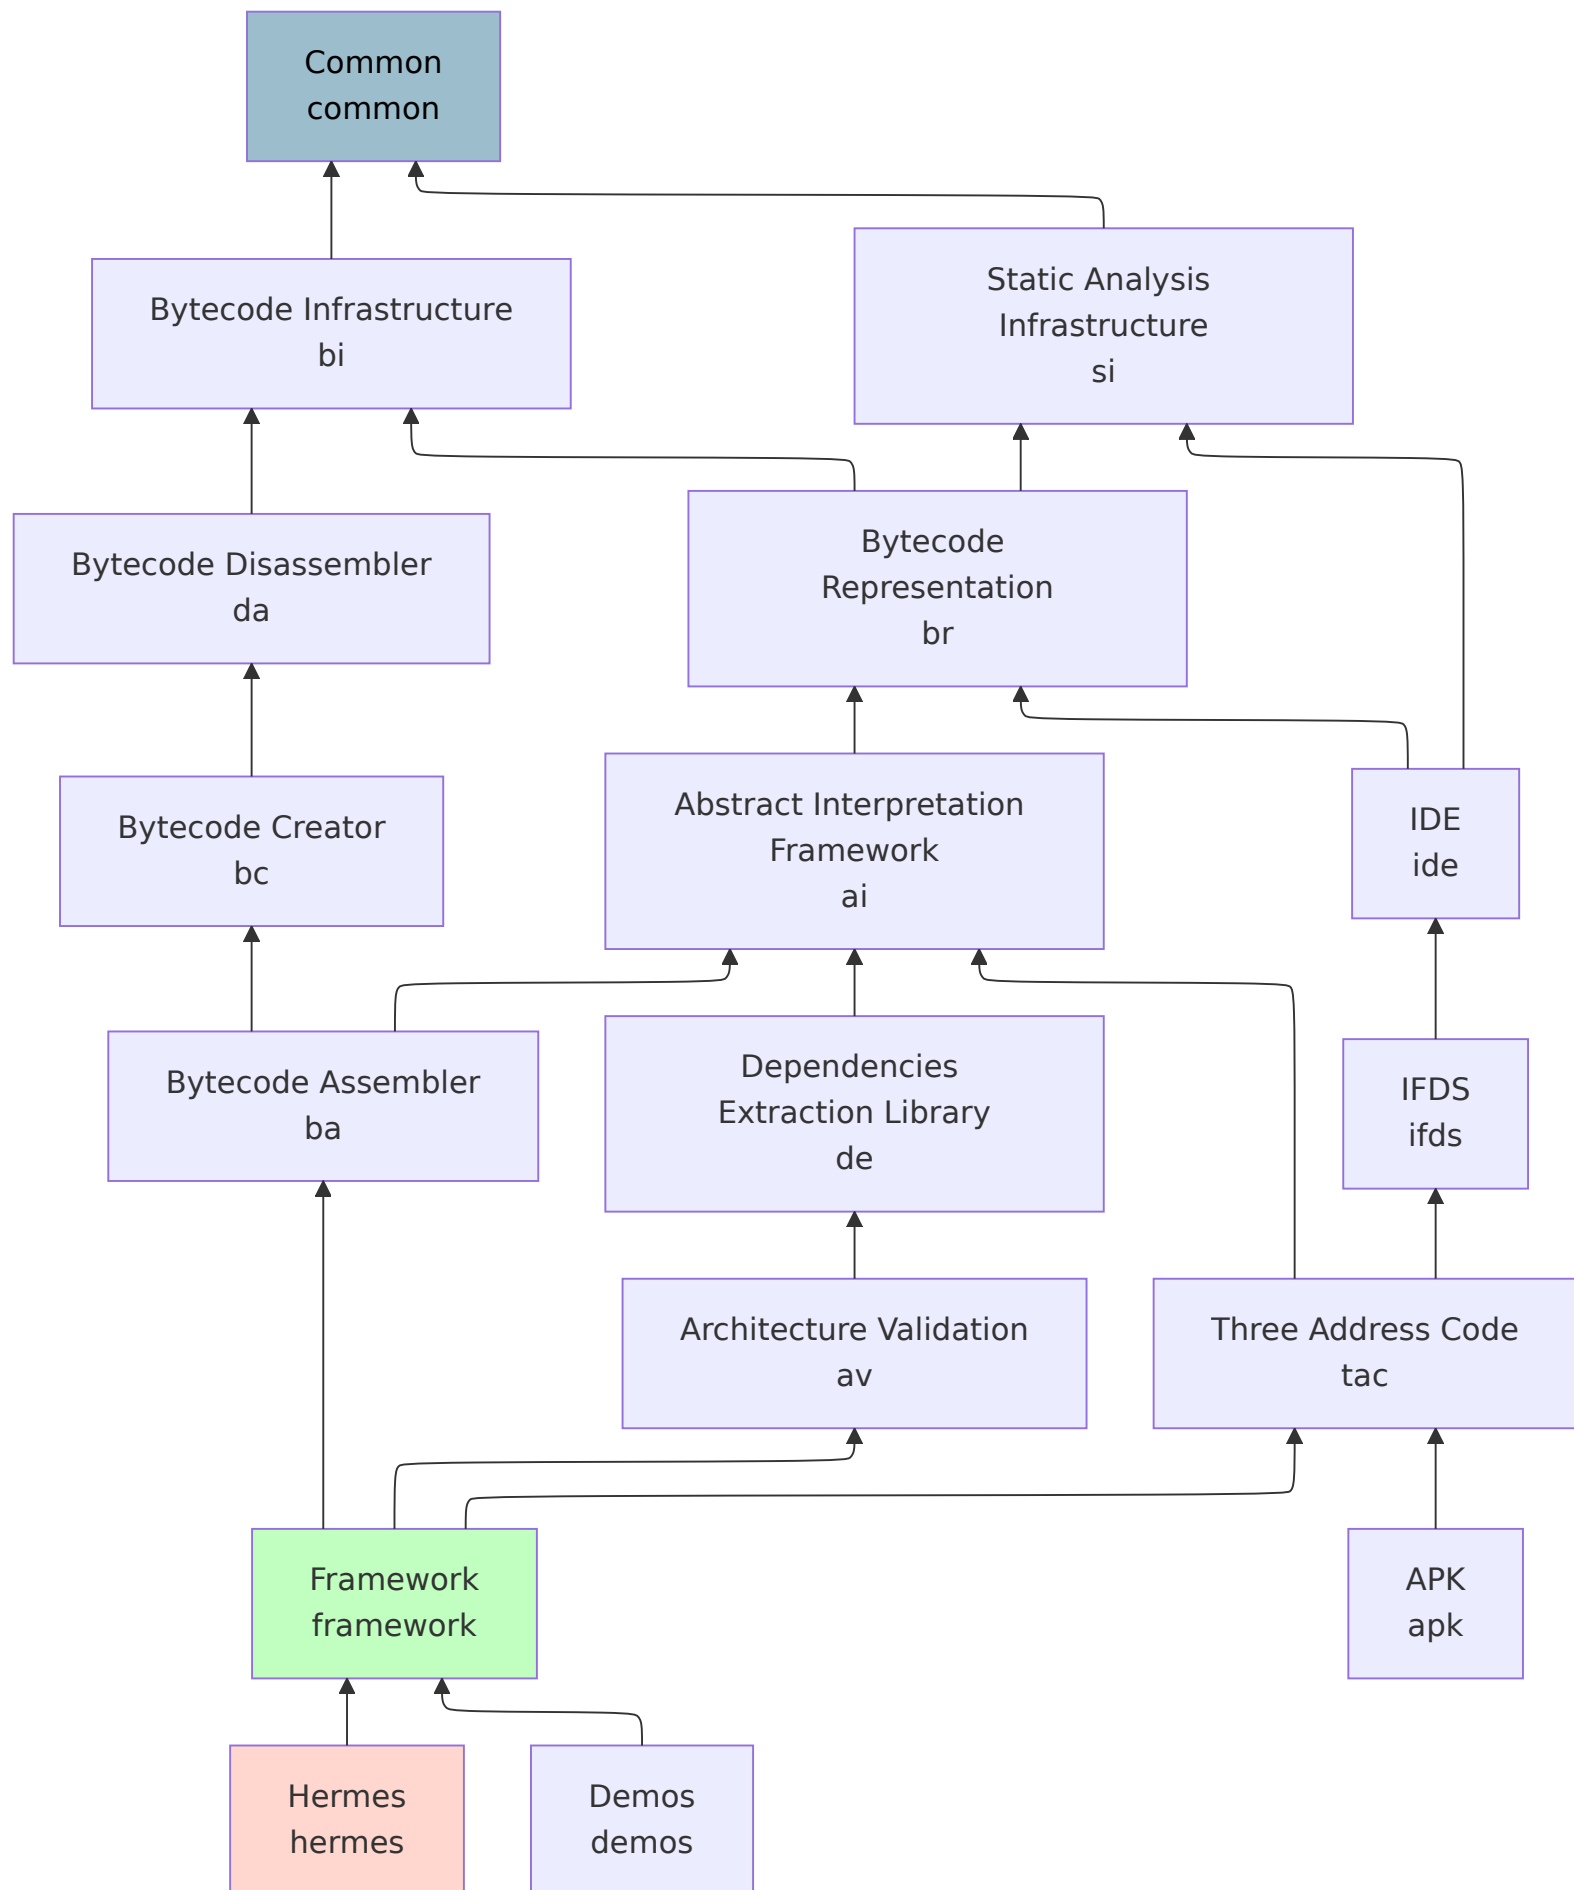 Common
common
Bytecode Infrastructure
bi
Static Analysis
Infrastructure
si
Bytecode Disassembler
da
Bytecode
Representation
br
Bytecode Creator
bc
Abstract Interpretation
Framework
ai
IDE
ide
Bytecode Assembler
ba
Dependencies
Extraction Library
de
IFDS
ifds
Architecture Validation
av
Three Address Code
tac
Framework
framework
APK
apk
Hermes
hermes
Demos
demos